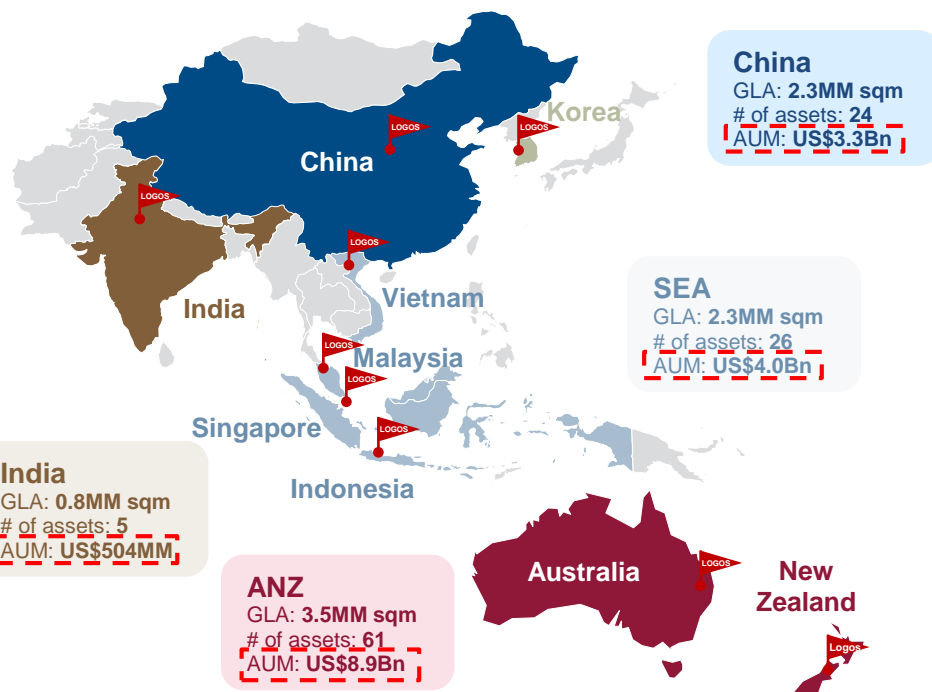 China
GLA: 2.3MM sqm
# of assets: 24
AUM: US$3.3Bn
Korea
LOGOS
LOGOS
China
LOGOS
LOGOS
India
Vietnam
SEA
GLA: 2.3MM sqm
# of assets: 26
AUM: US$4.0Bn
LOGOS
Malaysia
LOGOS
Singapore
LOGOS
Indonesia
India
GLA: 0.8MM sqm
# of assets: 5
AUM: US$504MM
ANZ
GLA: 3.5MM sqm
# of assets: 61
AUM: US$8.9Bn
Australia
LOGOS
New
Zealand
Logos